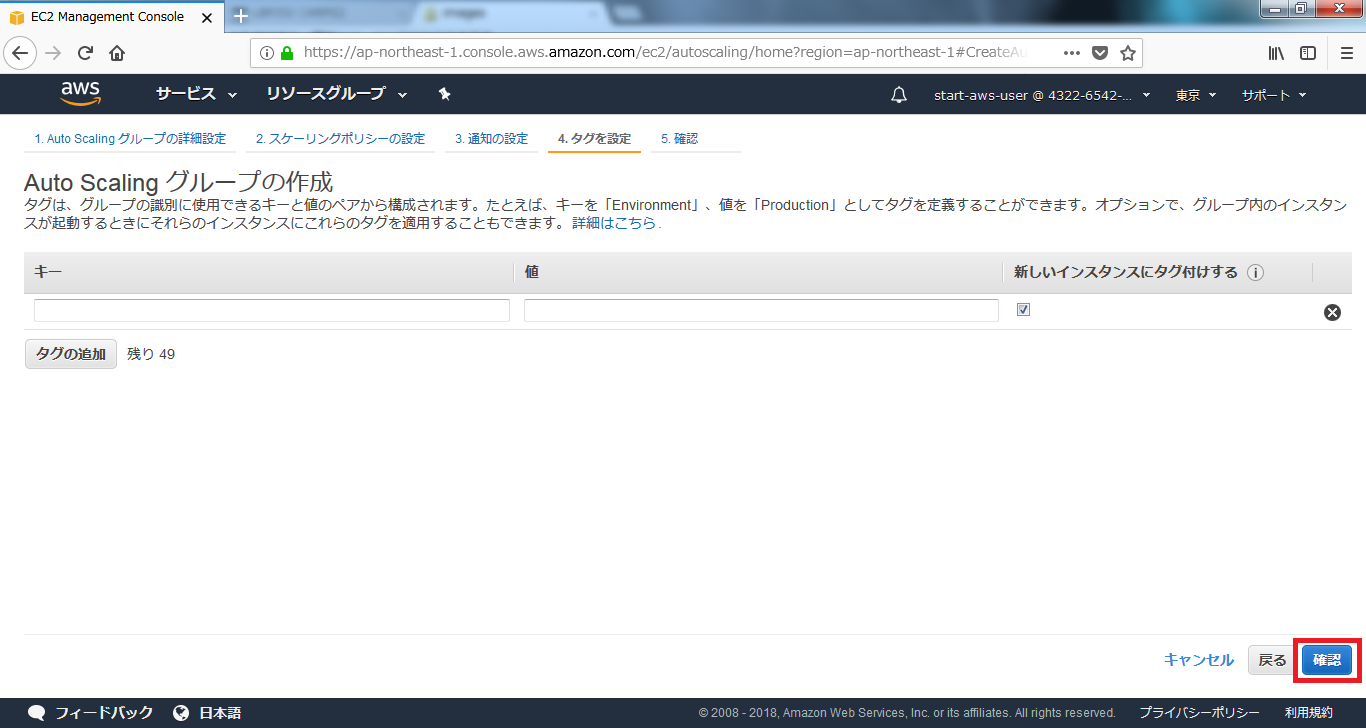 EC2 Management Console
images
https://ap-northeast-1.console.aws.amazon.com/ec2/autoscaling/home?region=ap-northeast-1#CreateAu
aws サービス リソースグループ start-aws-user @ 4322-6542-... 東京 サポート
1. Auto Scaling グループの詳細設定 2. スケーリングポリシーの設定 3. 通知の設定 4. タグを設定 5. 確認
Auto Scaling グループの作成
タグは、グループの識別に使用できるキーと値のペアから構成されます。たとえば、キーを「Environment」、値を「Production」としてタグを定義することができます。オプションで、グループ内のインスタン
スが起動するときにそれらのインスタンスにこれらのタグを適用することもできます。 詳細はこちら.
キー 値 新しいインスタンスにタグ付けする
タグの追加 残り 49
キャンセル 戻る 確認
フィードバック 日本語 © 2008 - 2018, Amazon Web Services, Inc. or its affiliates. All rights reserved. プライバシーポリシー 利用規約